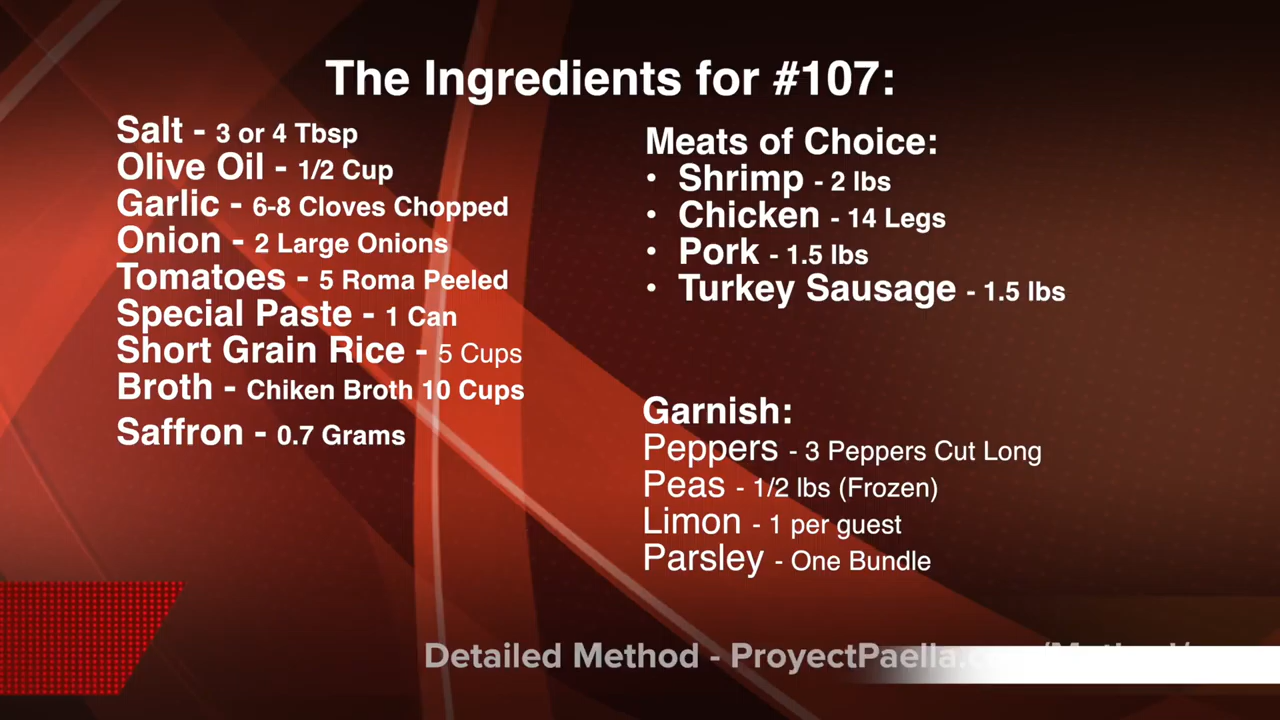 The Ingredients for #107:
Salt - 3 or 4 Tbsp
Olive Oil - 1/2 Cup
Garlic - 6-8 Cloves Chopped
Onion - 2 Large Onions
Tomatoes - 5 Roma Peeled
Special Paste - 1 Can
Short Grain Rice - 5 Cups
Broth - Chiken Broth 10 Cups
Saffron - 0.7 Grams
Meats of Choice:
• Shrimp - 2 lbs
• Chicken - 14 Legs
• Pork - 1.5 lbs
• Turkey Sausage - 1.5 lbs
Garnish:
Peppers - 3 Peppers Cut Long
Peas - 1/2 lbs (Frozen)
Limon - 1 per guest
Parsley - One Bundle
Detailed Method - ProyectPaella.